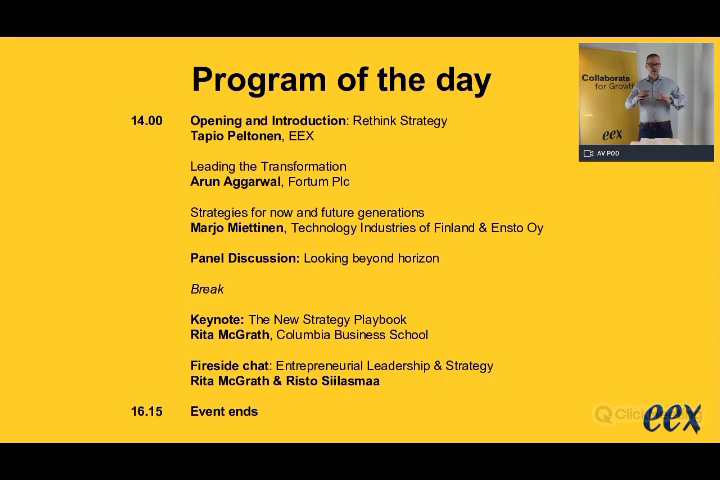 Program of the day
14.00 Opening and Introduction: Rethink Strategy
Tapio Peltonen, EEX
Leading the Transformation
Arun Aggarwal, Fortum Plc
Strategies for now and future generations
Marjo Miettinen, Technology Industries of Finland & Ensto Oy
Panel Discussion: Looking beyond horizon
Break
Keynote: The New Strategy Playbook
Rita McGrath, Columbia Business School
Fireside chat: Entrepreneurial Leadership & Strategy
Rita McGrath & Risto Siilasmaa
16.15 Event ends
Collaborate
for Growth
eex
AV POD
eex